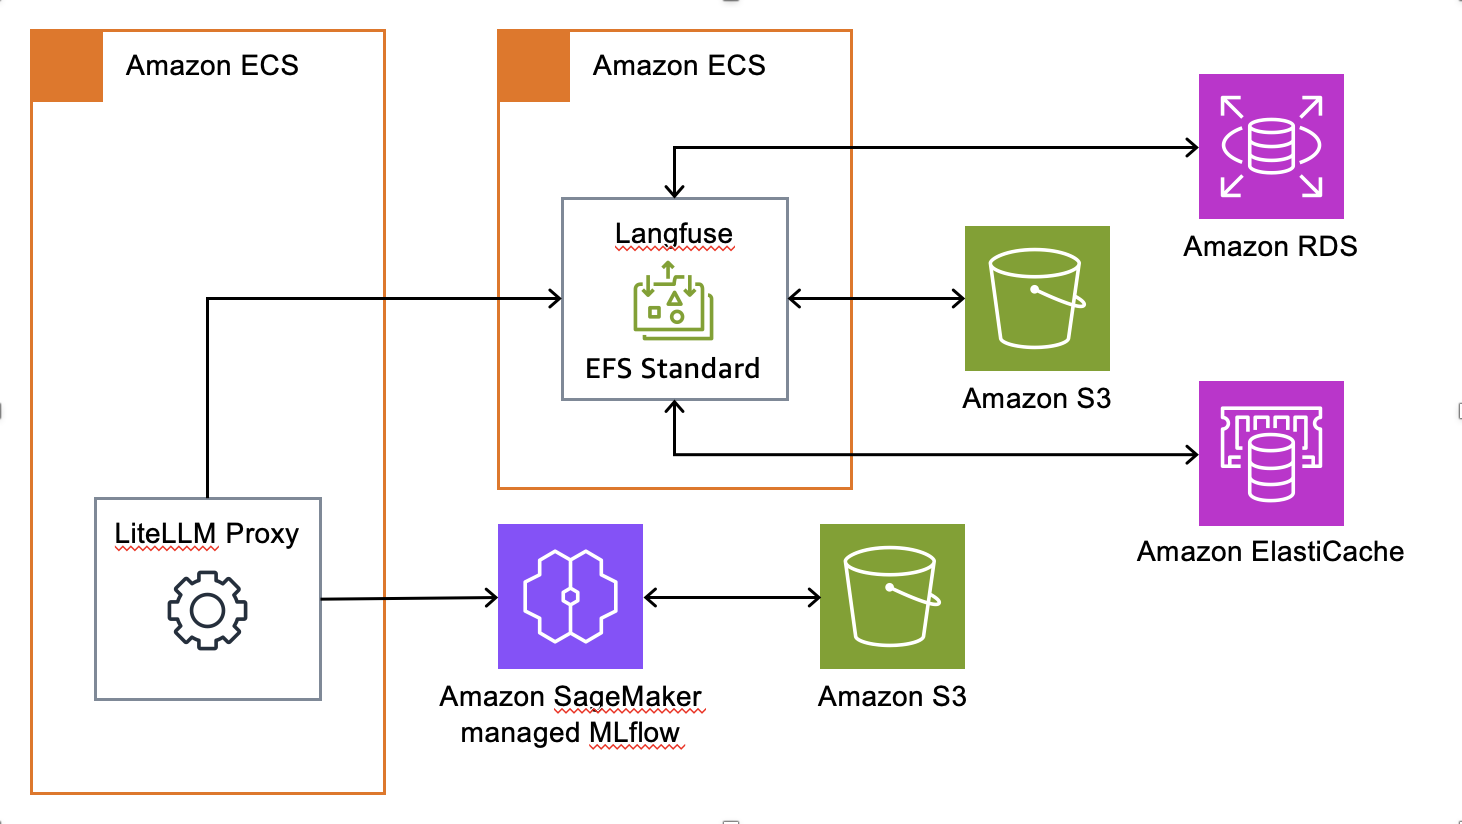 Amazon ECS
Amazon ECS
Langfuse
EFS Standard
Amazon RDS
Amazon S3
Amazon ElastiCache
LiteLLM Proxy
Amazon SageMaker
managed MLflow
Amazon S3